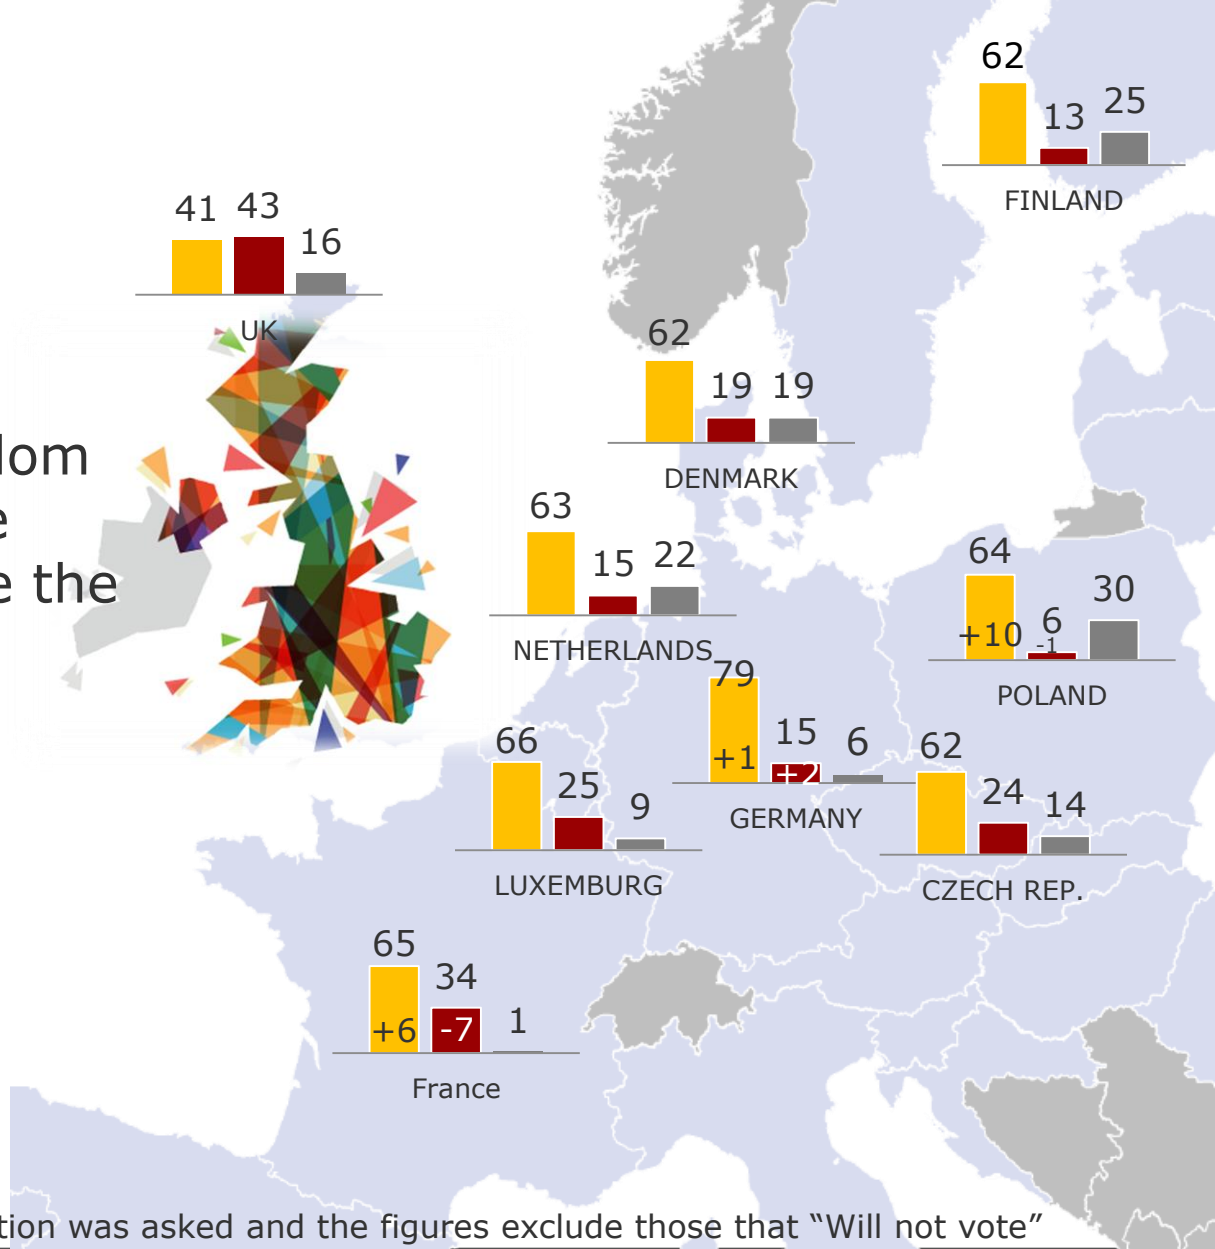 62
13 25
FINLAND
41 43
16
UK
62
19 19
DENMARK
dom
e
e the
63
15 22
NETHERLANDS
64
30
6
+10 -1
POLAND
79
15 6
+1 +2
GERMANY
66
25 9
LUXEMBURG
62
24 14
CZECH REP.
65
34
1
+6 -7
France
tion was asked and the figures exclude those that “Will not vote”